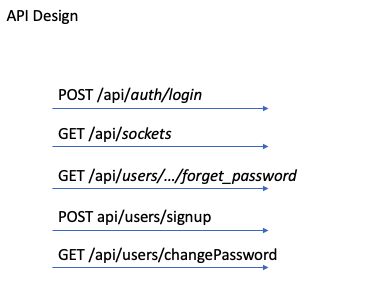 API Design
POST /api/auth/login
GET /api/sockets
GET /api/users/.../forget_password
POST api/users/signup
GET /api/users/changePassword